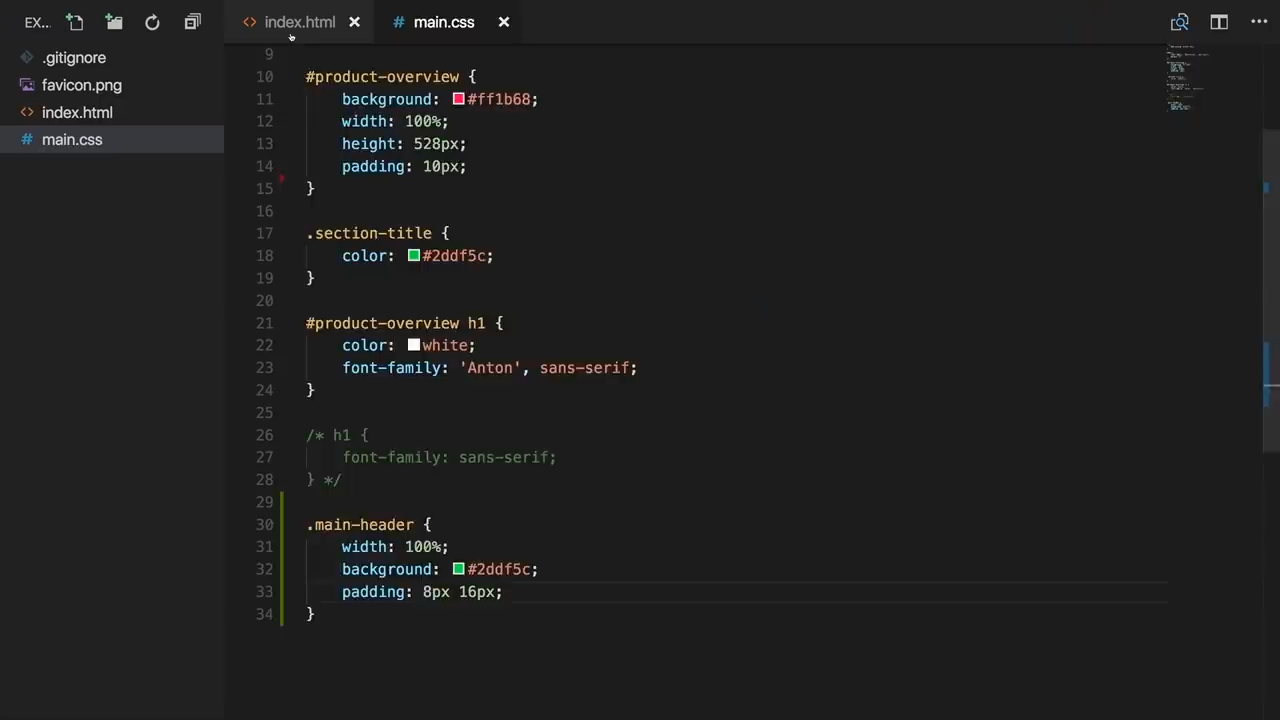 EX...
index.html
# main.css
.gitignore
favicon.png
index.html
# main.css
9
10 #product-overview {
11 background: #ff1b68;
12 width: 100%;
13 height: 528px;
14 padding: 10px;
15 }
16
17 .section-title {
18 color: #2ddf5c;
19 }
20
21 #product-overview h1 {
22 color: white;
23 font-family: 'Anton', sans-serif;
24 }
25
26 /* h1 {
27 font-family: sans-serif;
28 } */
29
30 .main-header {
31 width: 100%;
32 background: #2ddf5c;
33 padding: 8px 16px;
34 }